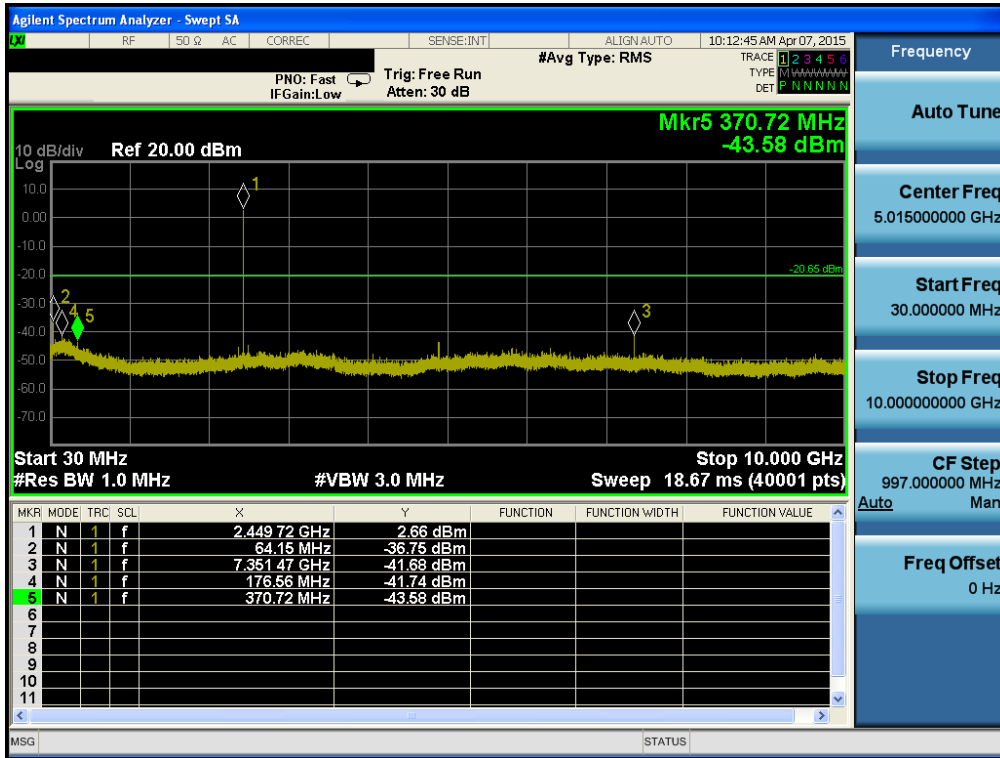 Agilent Spectrum Analyzer - Swept SA
LXI RF 50 Ω AC CORREC SENSE:INT ALIGN AUTO 10:12:45 AM Apr 07, 2015
#Avg Type: RMS TRACE 1 2 3 4 5 6
PNO: Fast Trig: Free Run TYPE M WWWWW
IFGain:Low Atten: 30 dB DET P N N N N N
Mkr5 370.72 MHz
-43.58 dBm
10 dB/div Ref 20.00 dBm
Log
10.0
0.00
-10.0
-20.0
-30.0
-40.0
-50.0
-60.0
-70.0
1
-20.65 dBm
2
4 5
3
Start 30 MHz Stop 10.000 GHz
#Res BW 1.0 MHz #VBW 3.0 MHz Sweep 18.67 ms (40001 pts)
MKR MODE TRC SCL X Y FUNCTION FUNCTION WIDTH FUNCTION VALUE
1 N 1 f 2.449 72 GHz 2.66 dBm
2 N 1 f 64.15 MHz -36.75 dBm
3 N 1 f 7.351 47 GHz -41.68 dBm
4 N 1 f 176.56 MHz -41.74 dBm
5 N 1 f 370.72 MHz -43.58 dBm
6
7
8
9
10
11
MSG STATUS
Frequency
Auto Tune
Center Freq
5.015000000 GHz
Start Freq
30.000000 MHz
Stop Freq
10.000000000 GHz
CF Step
997.000000 MHz
Auto Man
Freq Offset
0 Hz